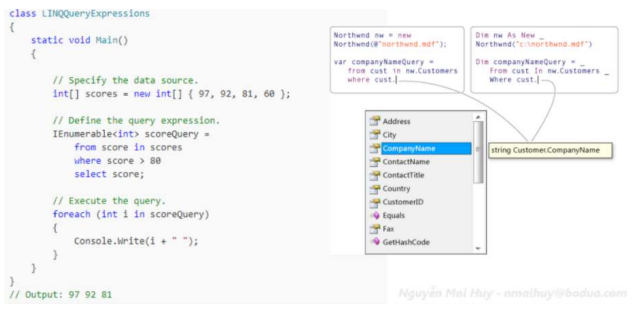 class LINQQueryExpressions
{
    static void Main()
    {
        // Specify the data source.
        int[] scores = new int[] { 97, 92, 81, 60 };
        // Define the query expression.
        IEnumerable<int> scoreQuery =
            from score in scores
            where score > 80
            select score;
        // Execute the query.
        foreach (int i in scoreQuery)
        {
            Console.Write(i + " ");
        }
    }
}
// Output: 97 92 81
Northwnd nw = new
Northwnd(@"northwnd.mdf");
var companyNameQuery =
    from cust in nw.Customers
    where cust.
Dim nw As New _
Northwnd("c:\northwnd.mdf")
Dim companyNameQuery = _
    From cust In nw.Customers _
    Where cust.
Address
City
CompanyName
ContactName
ContactTitle
Country
CustomerID
Equals
Fax
GetHashCode
string Customer.CompanyName
Nguyễn Mai Huy - nmaihuy@badua.com